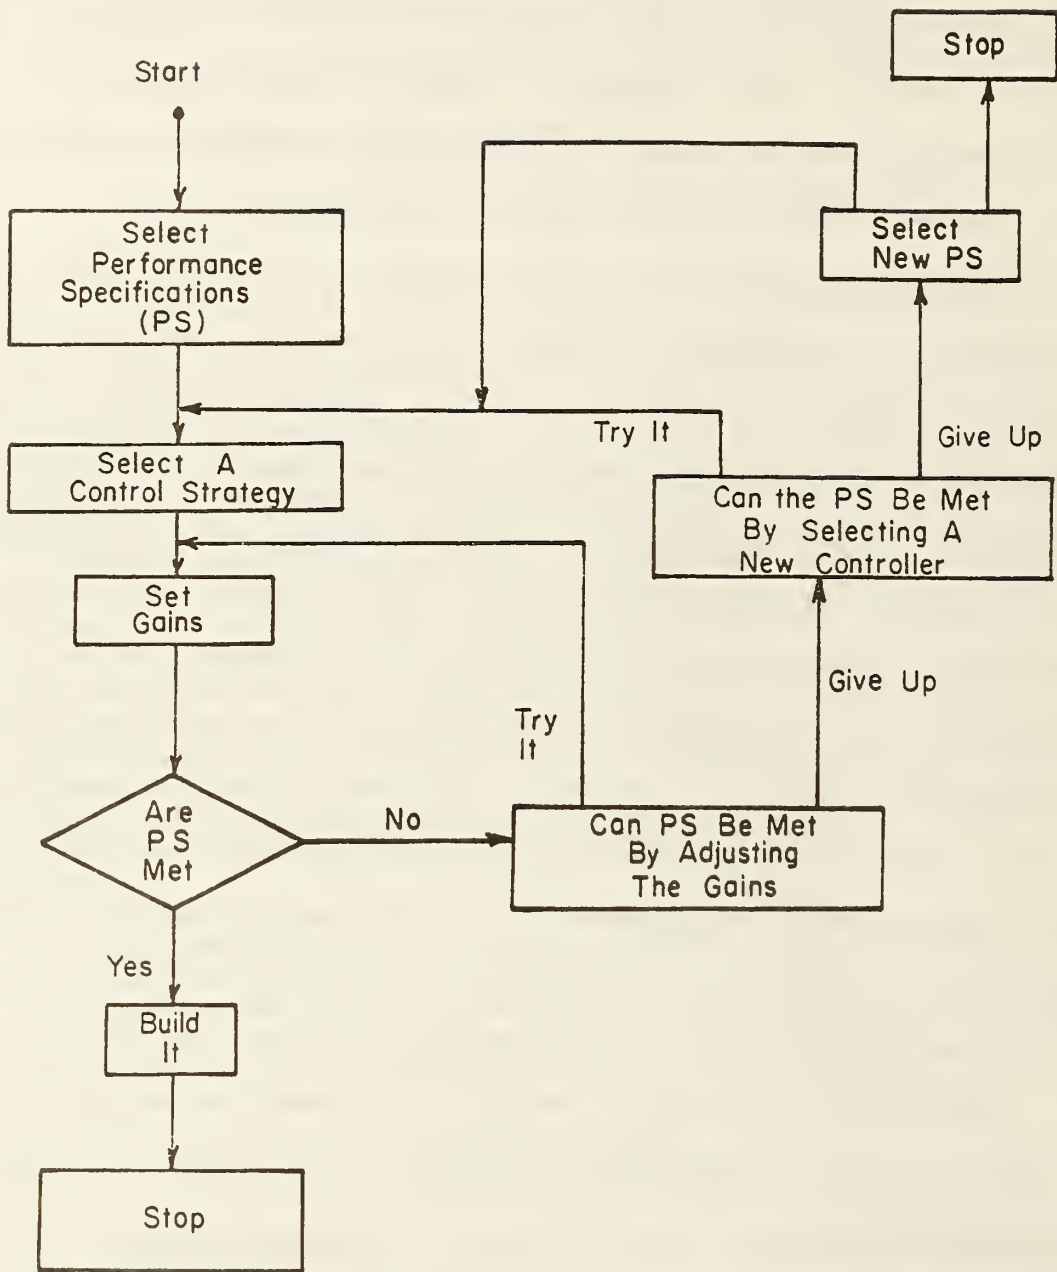 Stop
Start
Select
Performance
Specifications
(PS)
Select
New PS
Try It
Give Up
Select A
Control Strategy
Can the PS Be Met
By Selecting A
New Controller
Set
Gains
Give Up
Try
It
Are
PS
Met
No
Can PS Be Met
By Adjusting
The Gains
Yes
Build
It
Stop